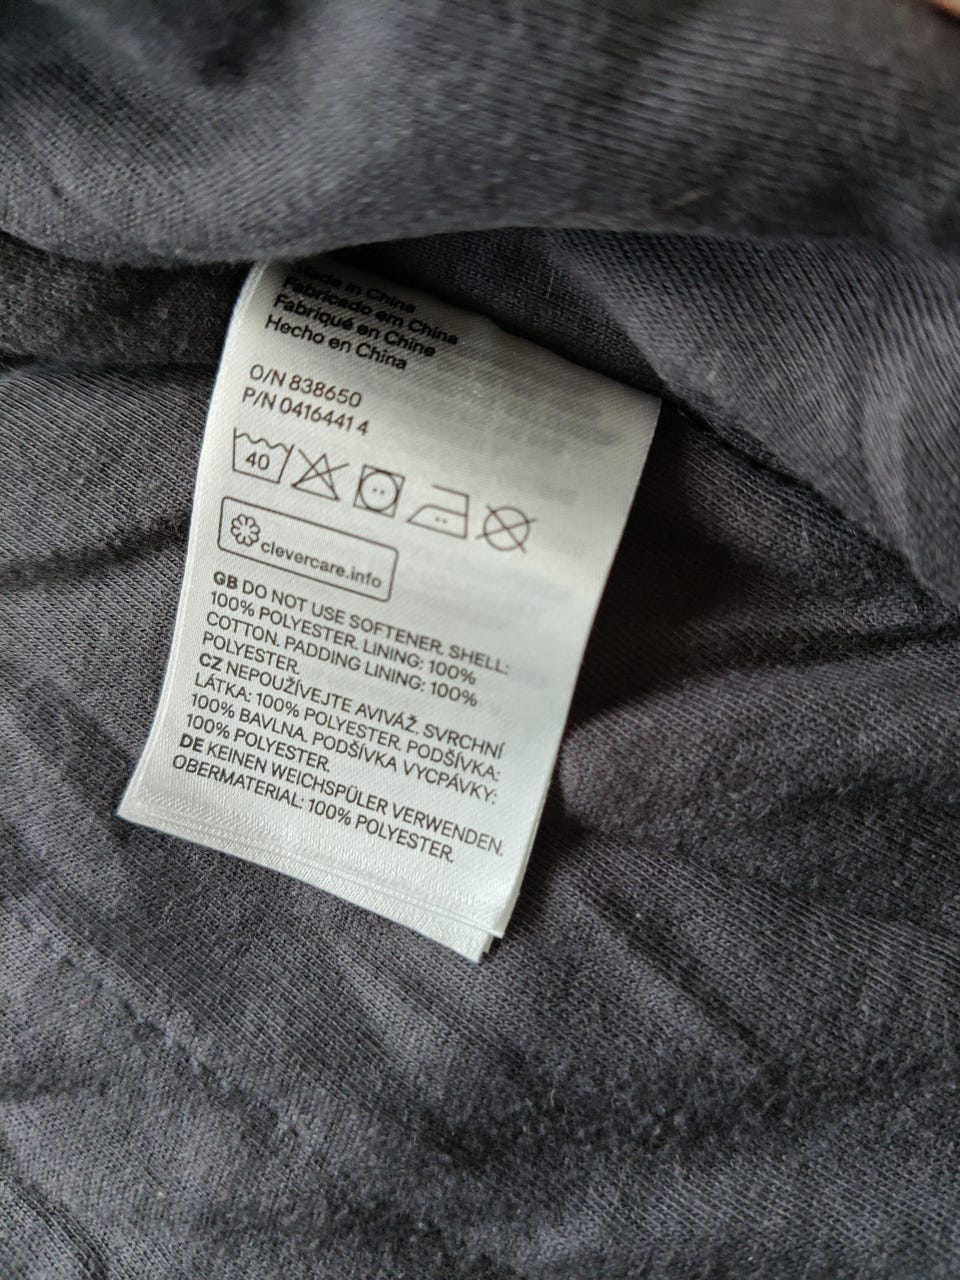 Made in China
Fabricado em China
Fabriqué en Chine
Hecho en China
O/N 838650
P/N 0416441 4
40
clevercare.info
GB DO NOT USE SOFTENER. SHELL:
100% POLYESTER. LINING: 100%
COTTON. PADDING LINING: 100%
POLYESTER.
CZ NEPOUŽÍVEJTE AVIVÁŽ. SVRCHNÍ
LÁTKA: 100% POLYESTER. PODŠÍVKA:
100% BAVLNA. PODŠÍVKA VYCPÁVKY:
100% POLYESTER.
DE KEINEN WEICHSPÜLER VERWENDEN.
OBERMATERIAL: 100% POLYESTER.